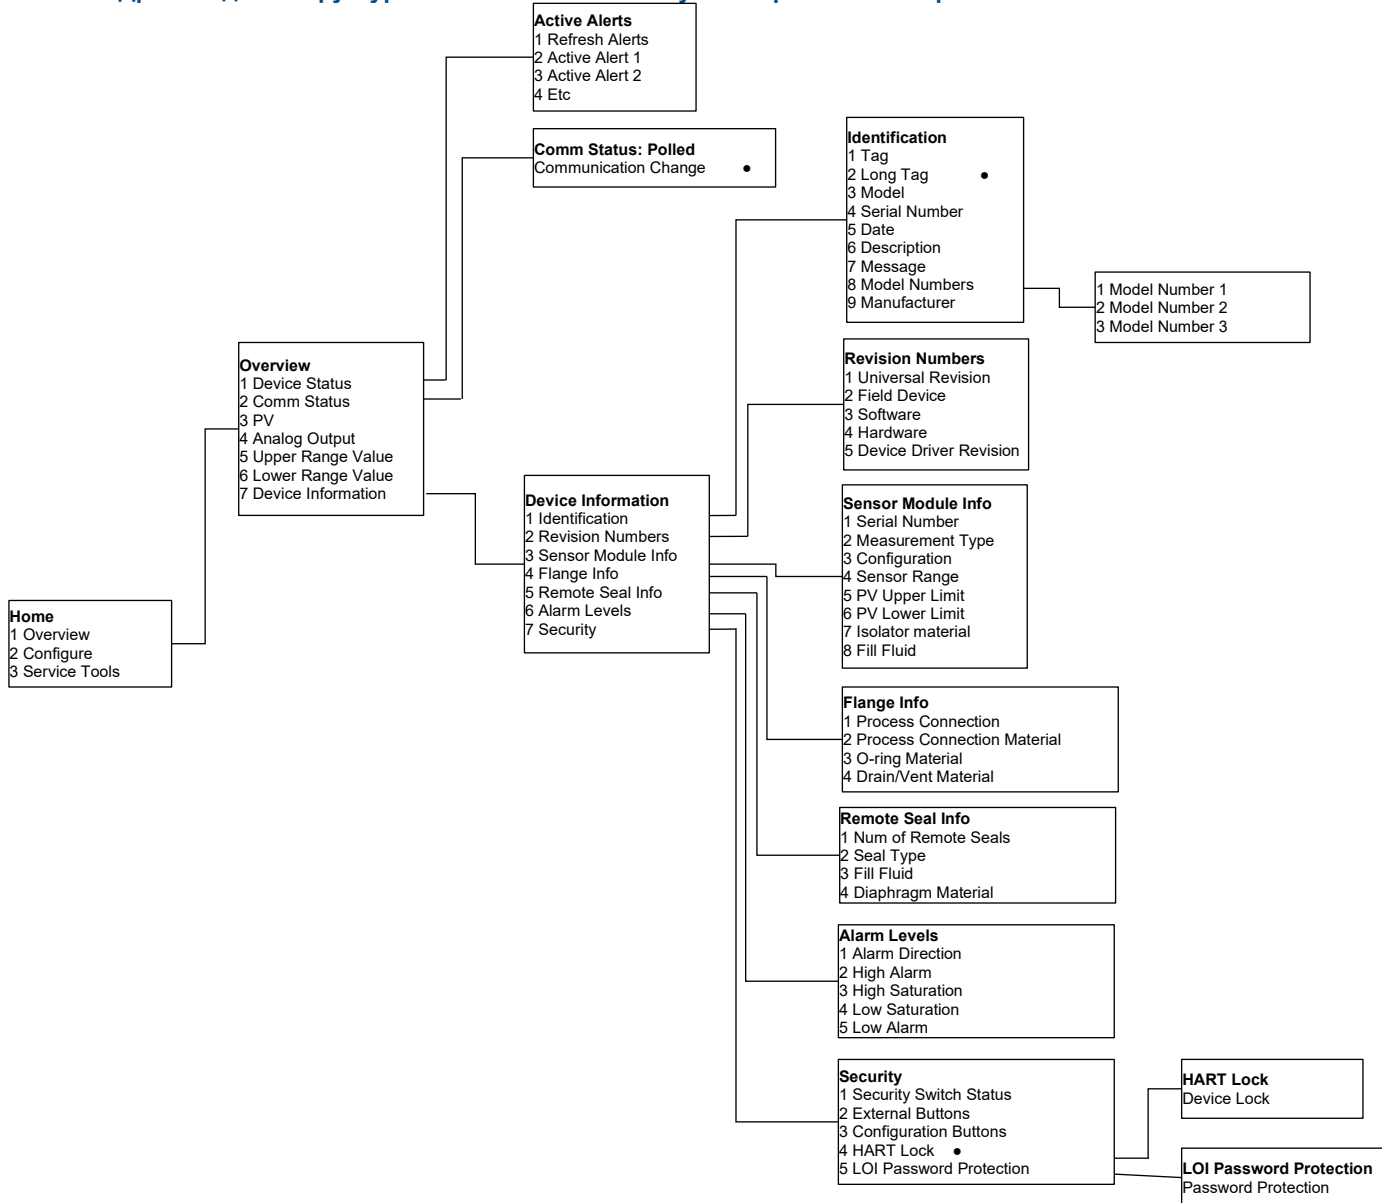 Active Alerts
1 Refresh Alerts
2 Active Alert 1
3 Active Alert 2
4 Etc
Comm Status: Polled
Communication Change ●
Identification
1 Tag
2 Long Tag ●
3 Model
4 Serial Number
5 Date
6 Description
7 Message
8 Model Numbers
9 Manufacturer
1 Model Number 1
2 Model Number 2
3 Model Number 3
Overview
1 Device Status
2 Comm Status
3 PV
4 Analog Output
5 Upper Range Value
6 Lower Range Value
7 Device Information
Revision Numbers
1 Universal Revision
2 Field Device
3 Software
4 Hardware
5 Device Driver Revision
Device Information
1 Identification
2 Revision Numbers
3 Sensor Module Info
4 Flange Info
5 Remote Seal Info
6 Alarm Levels
7 Security
Sensor Module Info
1 Serial Number
2 Measurement Type
3 Configuration
4 Sensor Range
5 PV Upper Limit
6 PV Lower Limit
7 Isolator material
8 Fill Fluid
Home
1 Overview
2 Configure
3 Service Tools
Flange Info
1 Process Connection
2 Process Connection Material
3 O-ring Material
4 Drain/Vent Material
Remote Seal Info
1 Num of Remote Seals
2 Seal Type
3 Fill Fluid
4 Diaphragm Material
Alarm Levels
1 Alarm Direction
2 High Alarm
3 High Saturation
4 Low Saturation
5 Low Alarm
Security
1 Security Switch Status
2 External Buttons
3 Configuration Buttons
4 HART Lock ●
5 LOI Password Protection
HART Lock
Device Lock
LOI Password Protection
Password Protection